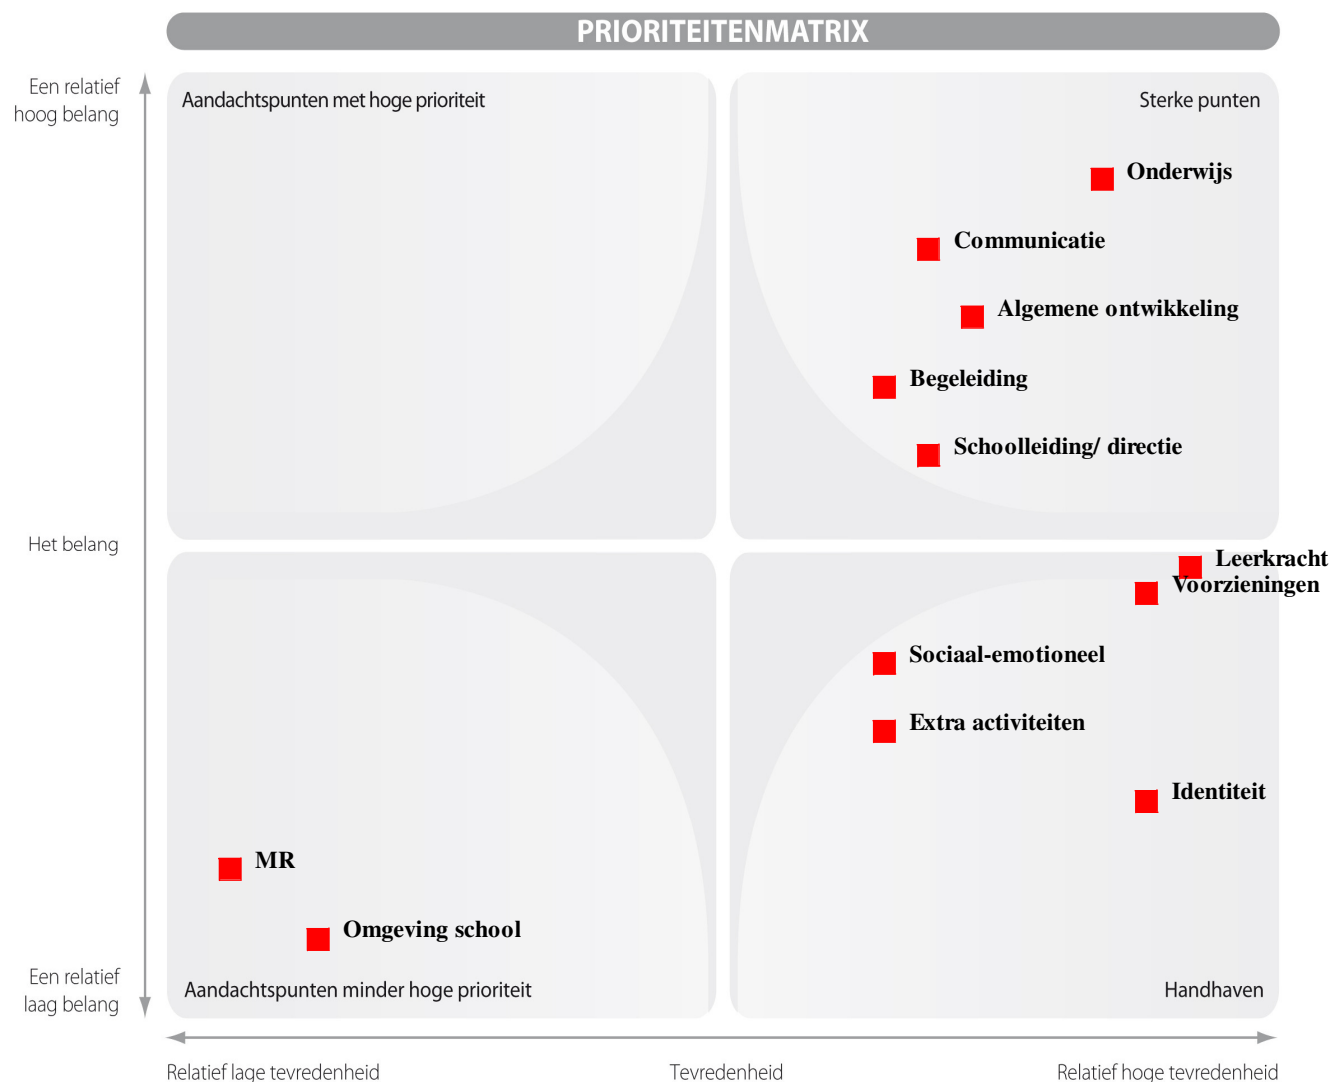 PRIORITEITENMATRIX
Een relatief
hoog belang
Aandachtspunten met hoge prioriteit
Sterke punten
Onderwijs
Communicatie
Algemene ontwikkeling
Begeleiding
Schoolleiding/ directie
Het belang
Leerkracht
Voorzieningen
Sociaal-emotioneel
Extra activiteiten
Identiteit
MR
Omgeving school
Een relatief
laag belang
Aandachtspunten minder hoge prioriteit
Handhaven
Relatief lage tevredenheid
Tevredenheid
Relatief hoge tevredenheid